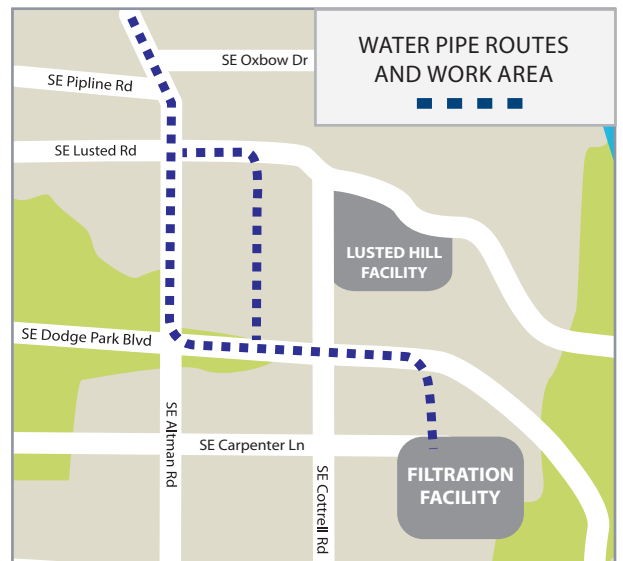 WATER PIPE ROUTES
AND WORK AREA
SE Oxbow Dr
SE Pipline Rd
SE Lusted Rd
LUSTED HILL
FACILITY
SE Dodge Park Blvd
SE Altman Rd
SE Carpenter Ln
SE Cottrell Rd
FILTRATION
FACILITY